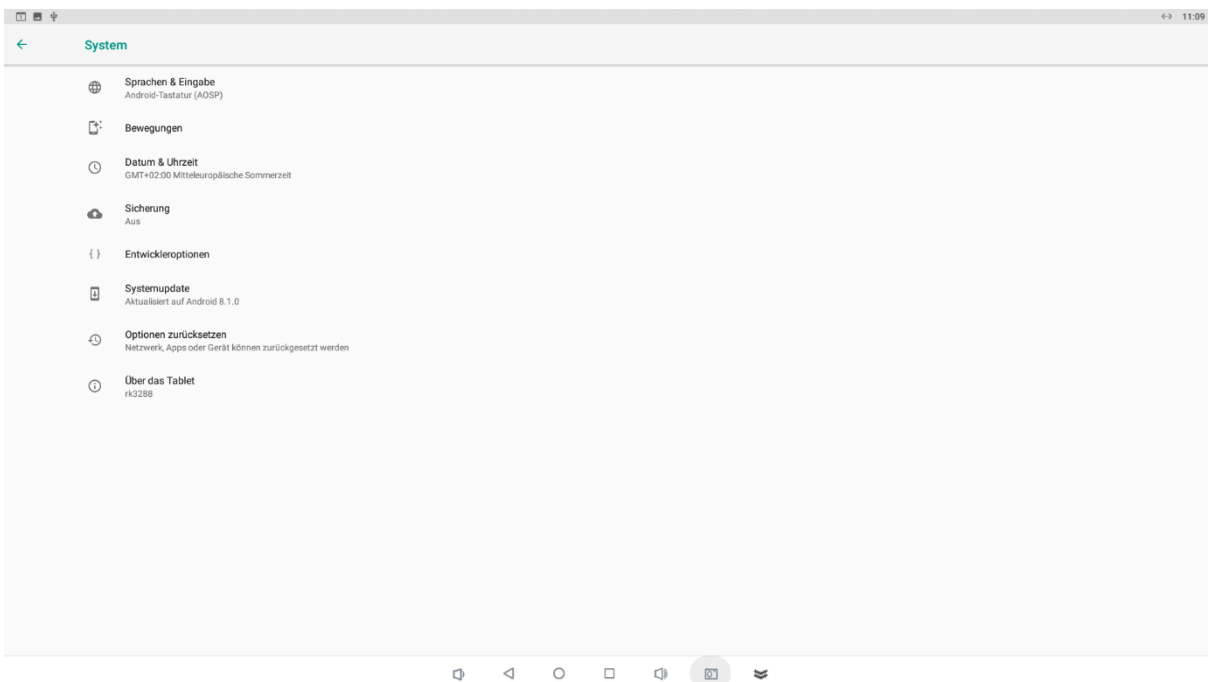 11:09
System
Sprachen & Eingabe
Android-Tastatur (AOSP)
Bewegungen
Datum & Uhrzeit
GMT+02:00 Mitteleuropäische Sommerzeit
Sicherung
Aus
{ }
Entwickleroptionen
Systemupdate
Aktualisiert auf Android 8.1.0
Optionen zurücksetzen
Netzwerk, Apps oder Gerät können zurückgesetzt werden
Über das Tablet
rk3288